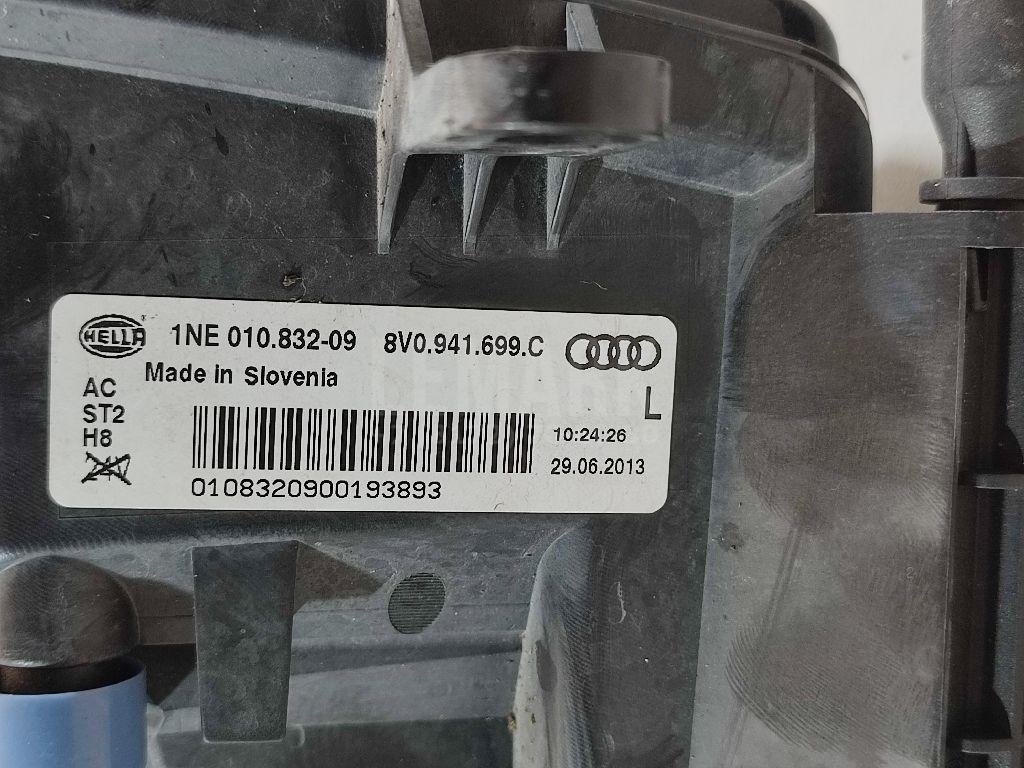 HELLA 1NE 010.832-09 8V0.941.699.C
Made in Slovenia
AC
ST2
H8
L
10:24:26
29.06.2013
0108320900193893